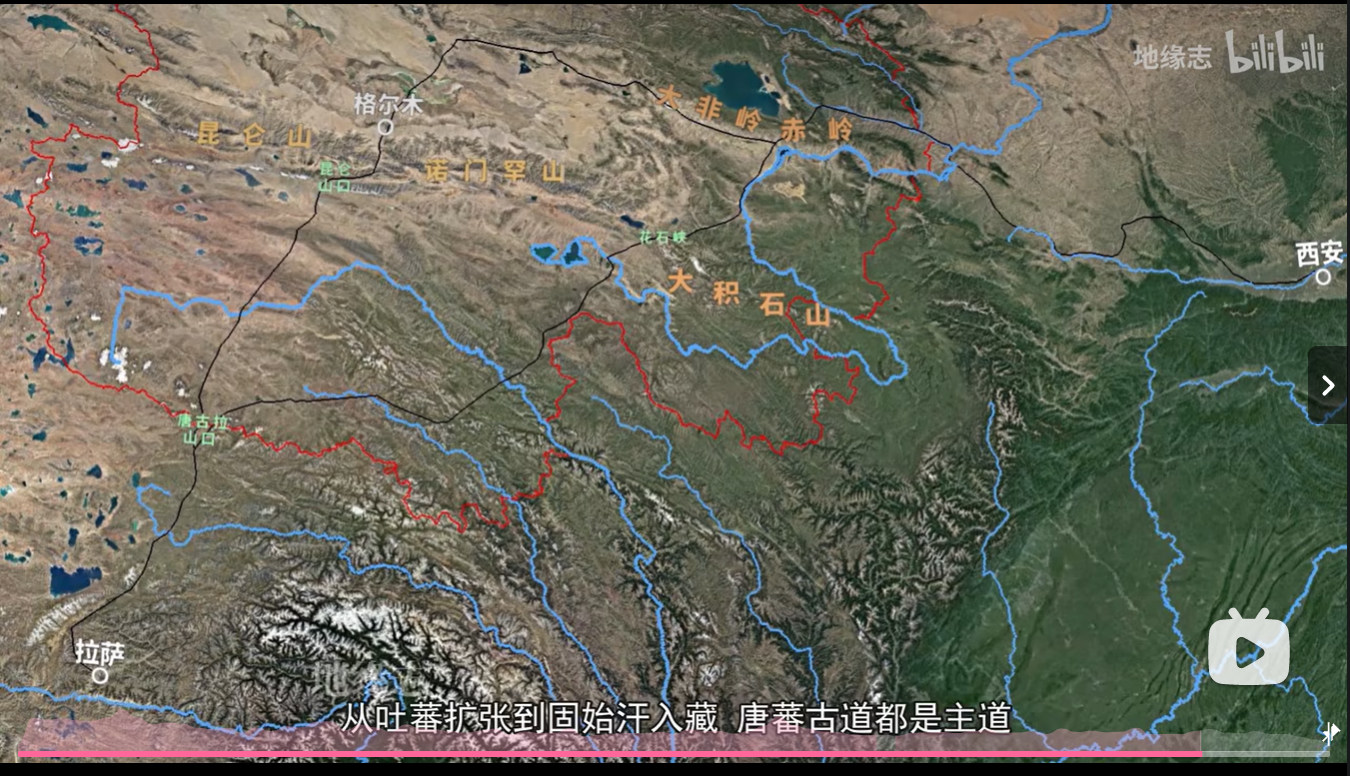 地缘志 bilibili
格尔木
大非岭 赤岭
昆仑山
昆仑
山口
诺门罕山
花石峡
西安
大积石山
唐古拉
山口
拉萨
地缘志
从吐蕃扩张到固始汗入藏 唐蕃古道都是主道